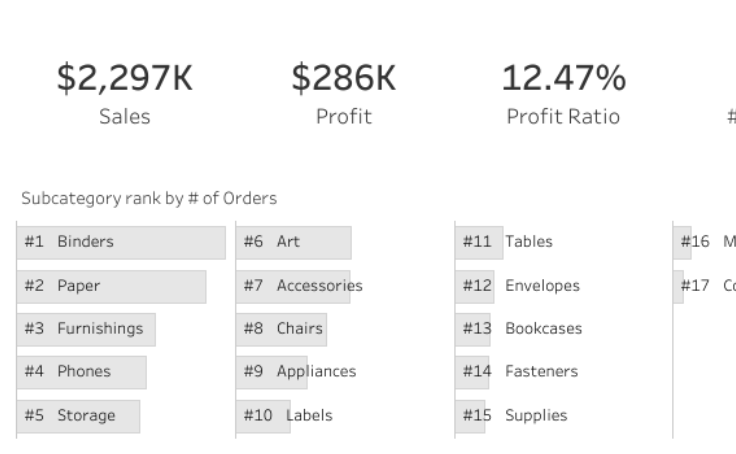 $2,297K $286K 12.47%
Sales Profit Profit Ratio #
Subcategory rank by # of Orders
#1 Binders #6 Art #11 Tables #16
#2 Paper #7 Accessories #12 Envelopes #17
#3 Furnishings #8 Chairs #13 Bookcases
#4 Phones #9 Appliances #14 Fasteners
#5 Storage #10 Labels #15 Supplies